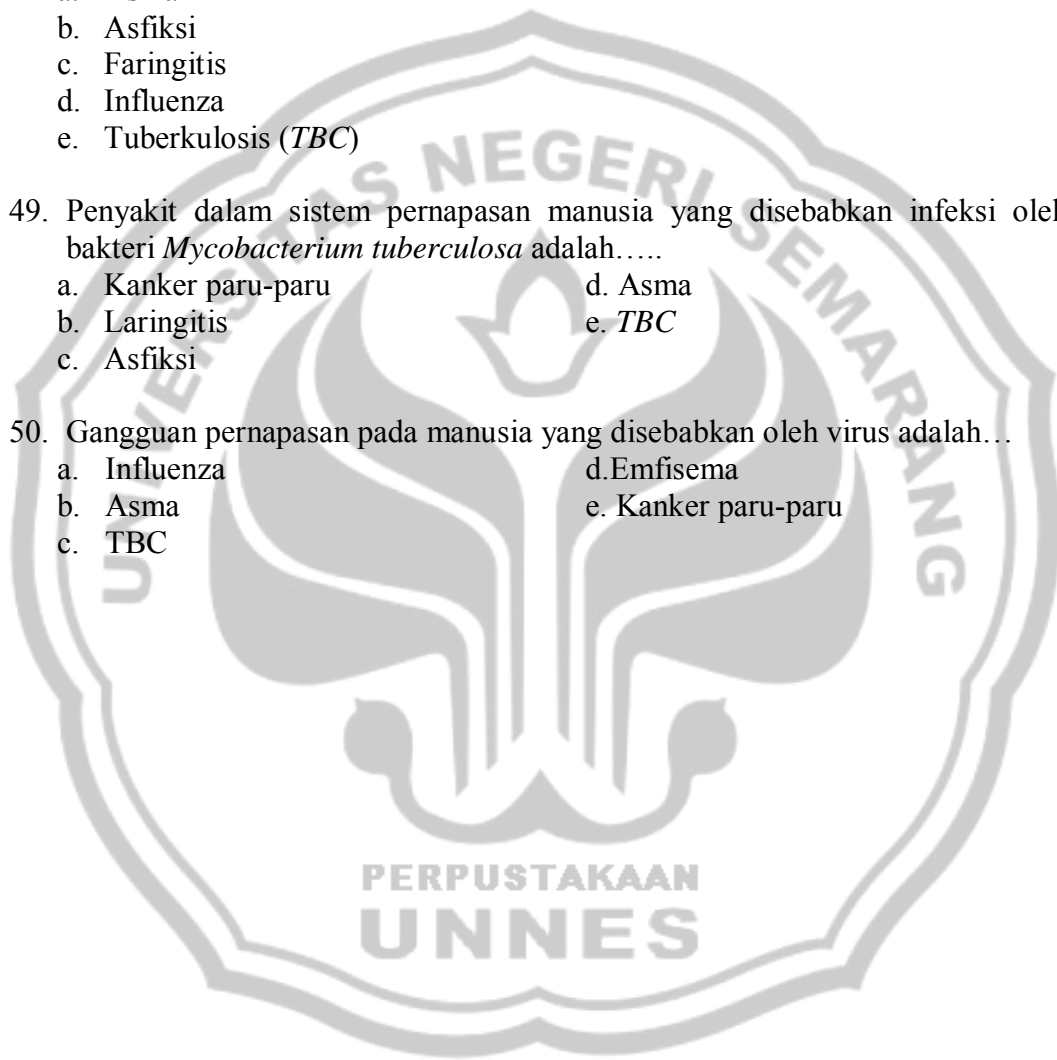 b. Asfiksi
c. Faringitis
d. Influenza
e. Tuberkulosis (TBC)
49. Penyakit dalam sistem pernapasan manusia yang disebabkan infeksi oleh
bakteri Mycobacterium tuberculosa adalah…..
a. Kanker paru-paru d. Asma
b. Laringitis e. TBC
c. Asfiksi
50. Gangguan pernapasan pada manusia yang disebabkan oleh virus adalah…
a. Influenza d.Emfisema
b. Asma e. Kanker paru-paru
c. TBC
UNIVERSITAS NEGERI SEMARANG
PERPUSTAKAAN
UNNES